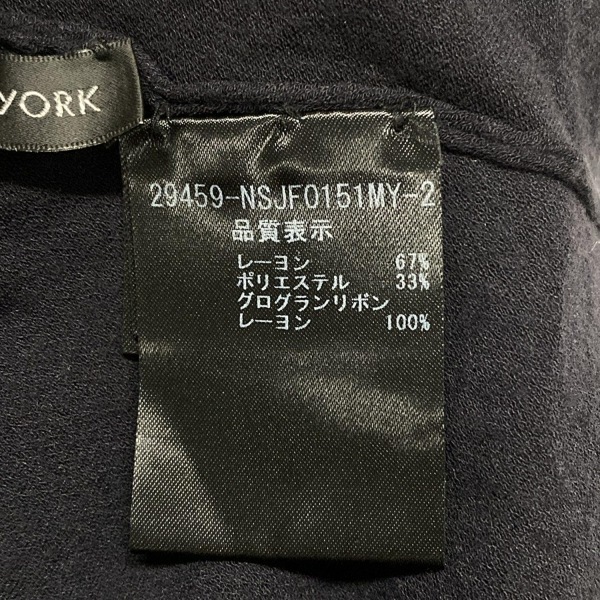 YORK
29459-NSJF0151MY-2
品質表示
レーヨン 67%
ポリエステル 33%
グログランリボン
レーヨン 100%